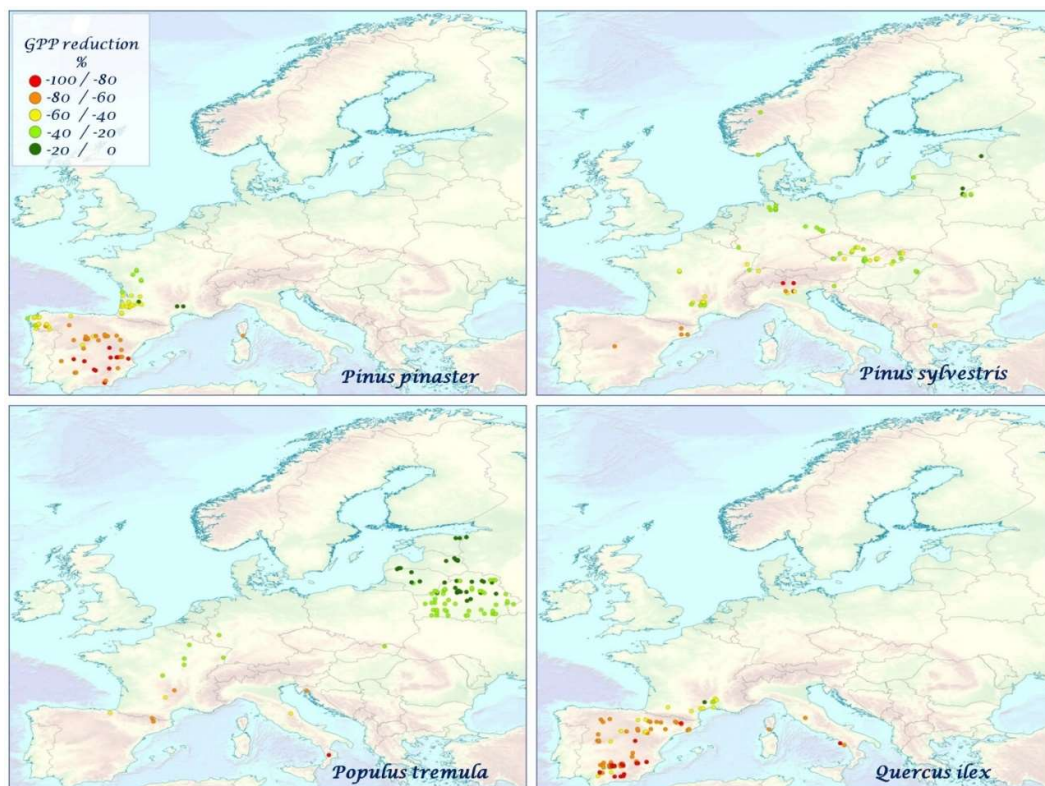 GPP reduction
%
-100 / -80
-80 / -60
-60 / -40
-40 / -20
-20 / 0
Pinus pinaster
Pinus sylvestris
Populus tremula
Quercus ilex